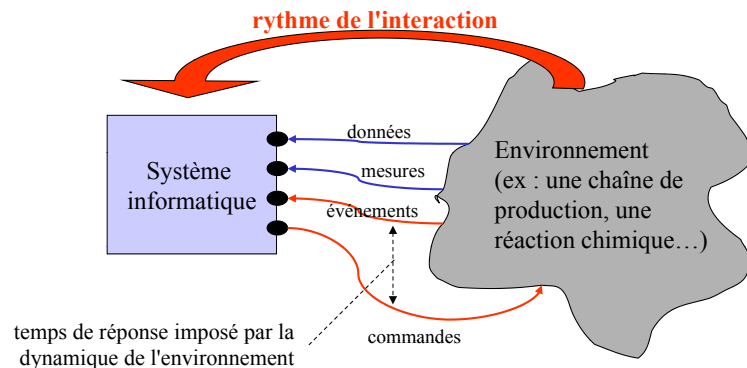 rythme de l'interaction
données
mesures
événements
commandes
Système
informatique
Environnement
(ex : une chaîne de
production, une
réaction chimique…)
temps de réponse imposé par la
dynamique de l'environnement